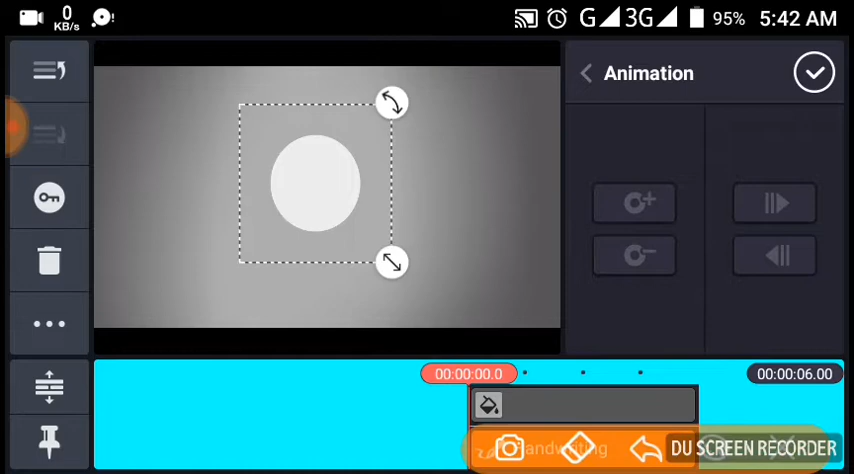 0
KB/s
G 3G 95% 5:42 AM
Animation
00:00:00.0
00:00:06.00
Handwriting
DU SCREEN RECORDER